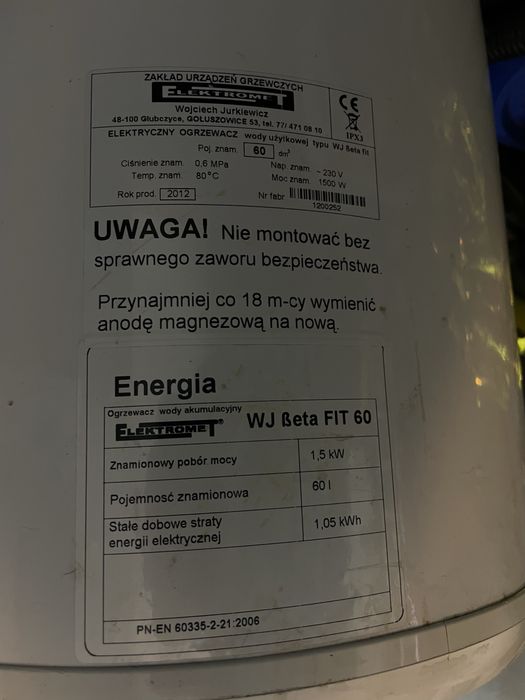 ZAKŁAD URZĄDZEŃ GRZEWCZYCH
ELEKTROMET
Wojciech Jurkiewicz
48-100 Głubczyce, GOŁUSZOWICE 53, tel. 77/ 471 08 10
CE
IPX3
ELEKTRYCZNY OGRZEWACZ wody użytkowej typu WJ ßeta fit
Poj. znam. 60 dm³
Ciśnienie znam. 0,6 MPa Nap. znam. ~ 230 V
Temp. znam. 80°C Moc znam. 1500 W
Rok prod. 2012 Nr fabr.
1200252
UWAGA! Nie montować bez
sprawnego zaworu bezpieczeństwa.
Przynajmniej co 18 m-cy wymienić
anodę magnezową na nową.
Energia
Ogrzewacz wody akumulacyjny
ELEKTROMET® WJ ßeta FIT 60
Znamionowy pobór mocy 1,5 kW
Pojemność znamionowa 60 l
Stałe dobowe straty
energii elektrycznej 1,05 kWh
PN-EN 60335-2-21:2006